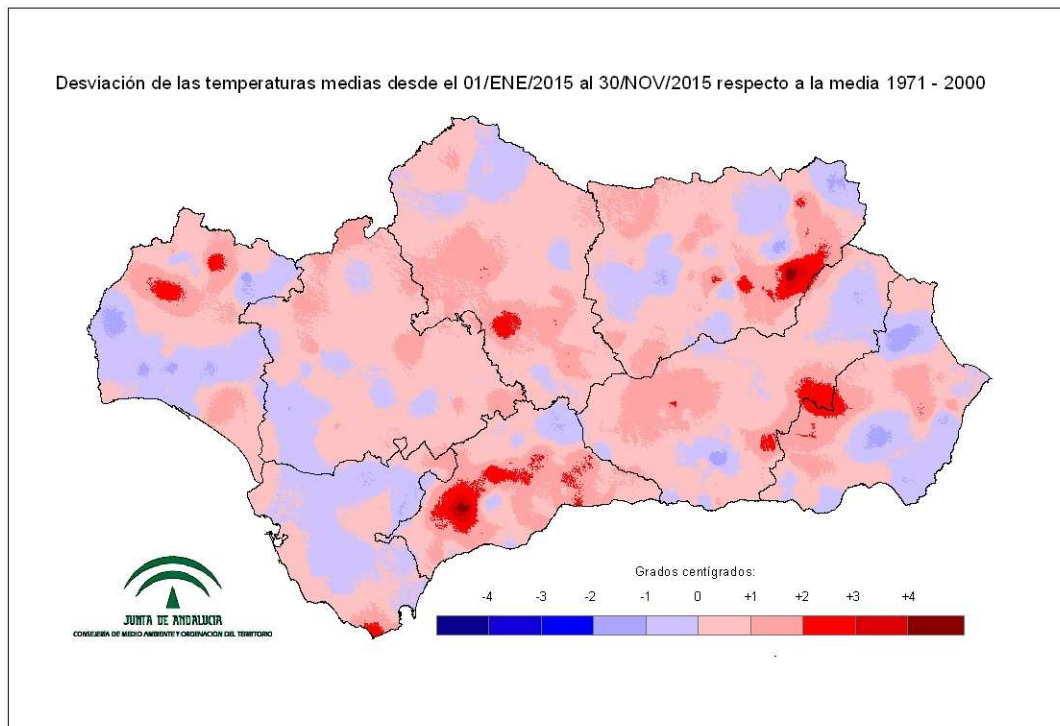 Desviación de las temperaturas medias desde el 01/ENE/2015 al 30/NOV/2015 respecto a la media 1971 - 2000
Grados centígrados:
-4 -3 -2 -1 0 +1 +2 +3 +4
JUNTA DE ANDALUCIA
CONSEJERÍA DE MEDIO AMBIENTE Y ORDENACIÓN DEL TERRITORIO